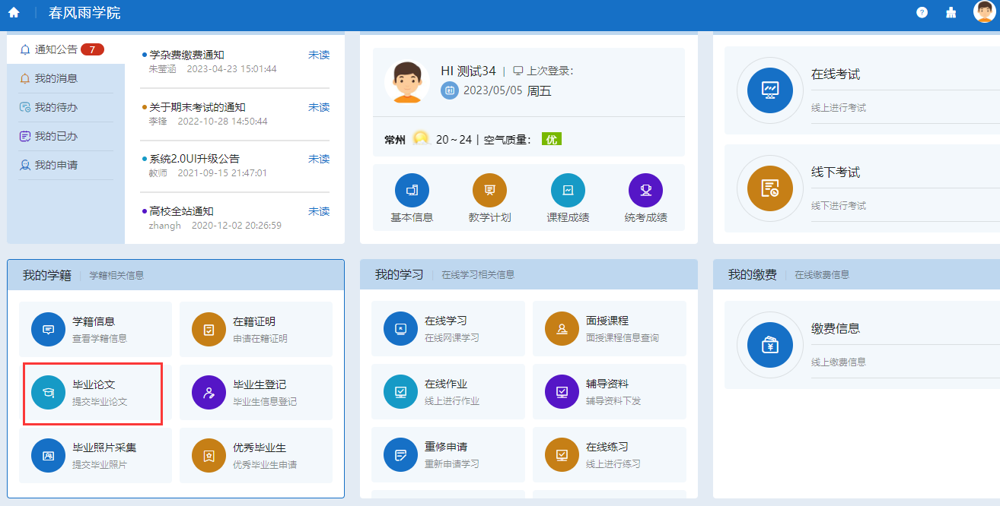 春风雨学院
通知公告 7
我的消息
我的待办
我的已办
我的申请
学杂费缴费通知 未读
朱莹涵 2023-04-23 15:01:44
关于期末考试的通知 未读
李锋 2022-10-28 14:50:44
系统2.0UI升级公告 未读
教师 2021-09-15 21:47:01
高校全站通知 未读
zhangh 2020-12-02 20:26:59
HI 测试34 | 上次登录:
2023/05/05 周五
常州 20～24 | 空气质量： 优
基本信息 教学计划 课程成绩 统考成绩
在线考试
线上进行考试
线下考试
线下进行考试
我的学籍 学籍相关信息
学籍信息
查看学籍信息
在籍证明
申请在籍证明
毕业论文
提交毕业论文
毕业生登记
毕业生信息登记
毕业照片采集
提交毕业照片
优秀毕业生
优秀毕业生申请
我的学习 在线学习相关信息
在线学习
在线网课学习
面授课程
面授课程信息查询
在线作业
线上进行作业
辅导资料
辅导资料下发
重修申请
重新申请学习
在线练习
线上进行练习
我的缴费 在线缴费信息
缴费信息
线上缴费信息